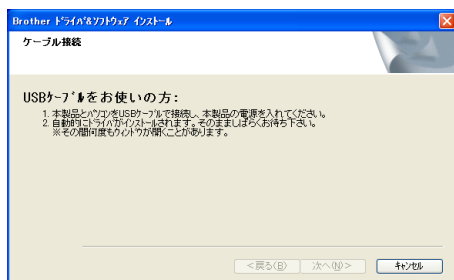 Brother ﾄﾞﾗｲﾊﾞ&ｿﾌﾄｳｪｱ ｲﾝｽﾄｰﾙ
ケーブル接続
USBｹｰﾌﾞﾙをお使いの方:
1. 本製品とﾊﾟｿｺﾝをUSBｹｰﾌﾞﾙで接続し、本製品の電源を入れてください。
2. 自動的にﾄﾞﾗｲﾊﾞがｲﾝｽﾄｰﾙされます。そのまましばらくお待ち下さい。
※その間何度もｳｨﾝﾄﾞｳが開くことがあります。
<戻る(B) 次へ(N)> ｷｬﾝｾﾙ